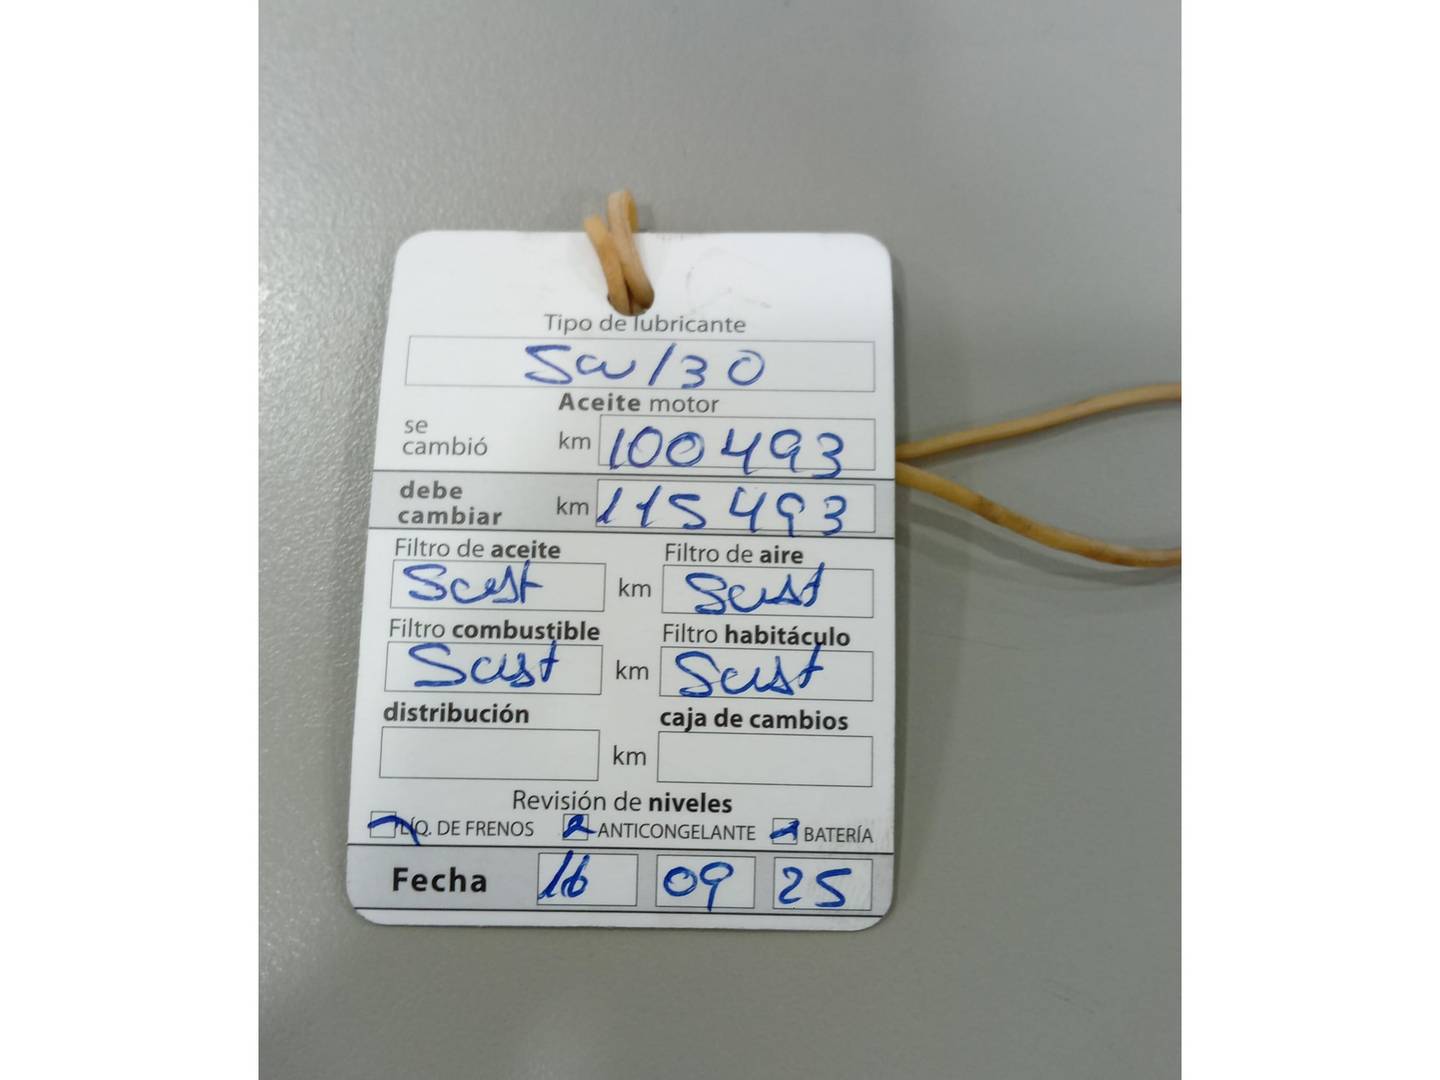 Tipo de lubricante
5W/30
Aceite motor
se cambió km 100493
debe cambiar km 115493
Filtro de aceite Filtro de aire
Sust km Sust
Filtro combustible Filtro habitáculo
Sust km Sust
distribución caja de cambios
km
Revisión de niveles
LÍQ. DE FRENOS ANTICONGELANTE BATERÍA
Fecha 16 09 25